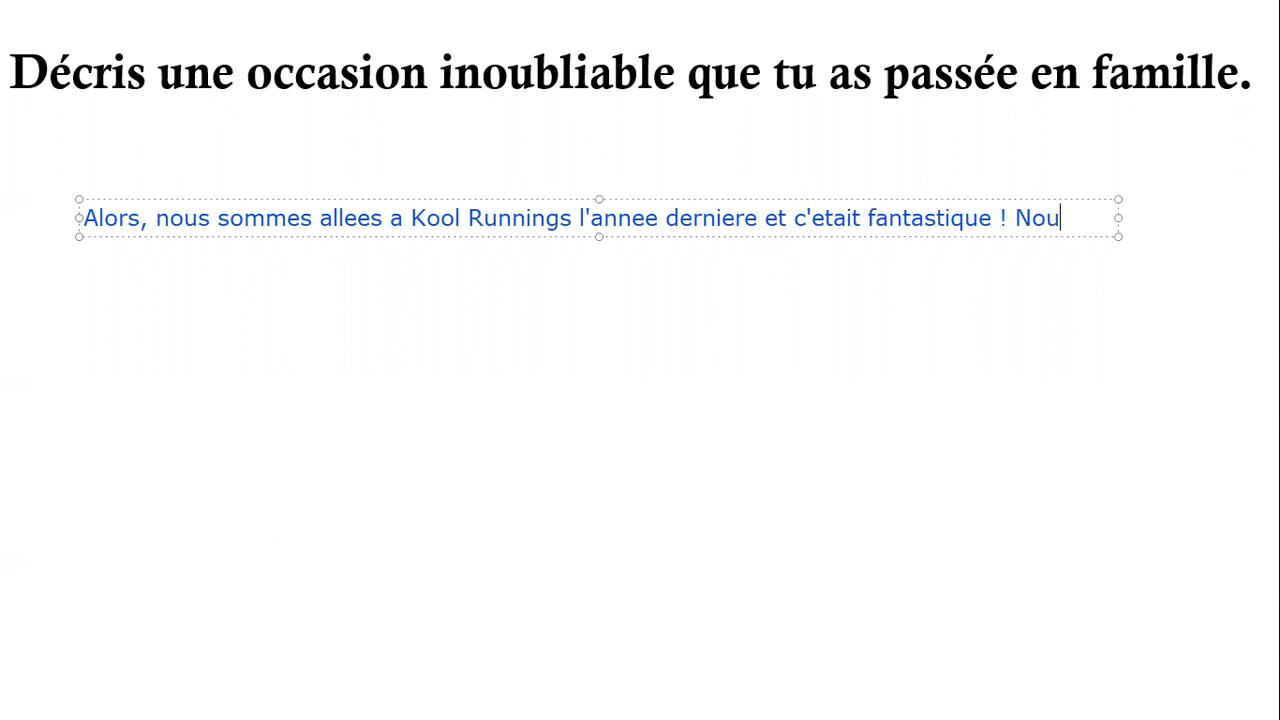 Décris une occasion inoubliable que tu as passée en famille.
Alors, nous sommes allees a Kool Runnings l'annee derniere et c'etait fantastique ! Nou